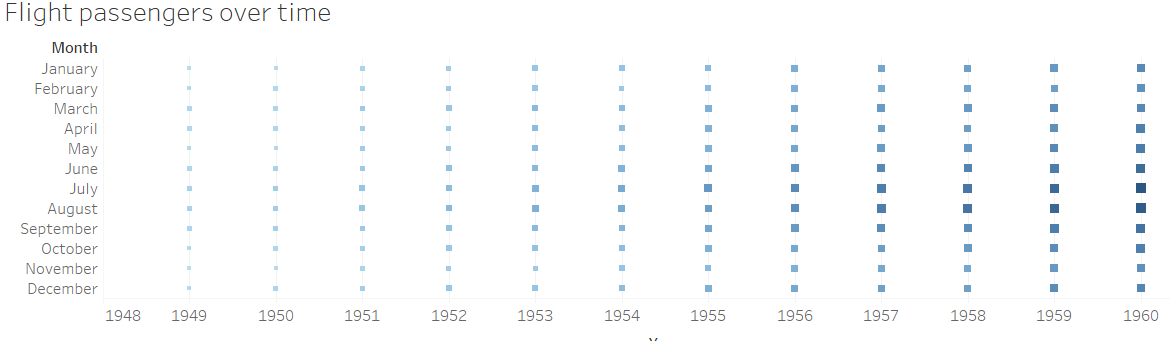 Flight passengers over time
Month
January
February
March
April
May
June
July
August
September
October
November
December
1948 1949 1950 1951 1952 1953 1954 1955 1956 1957 1958 1959 1960